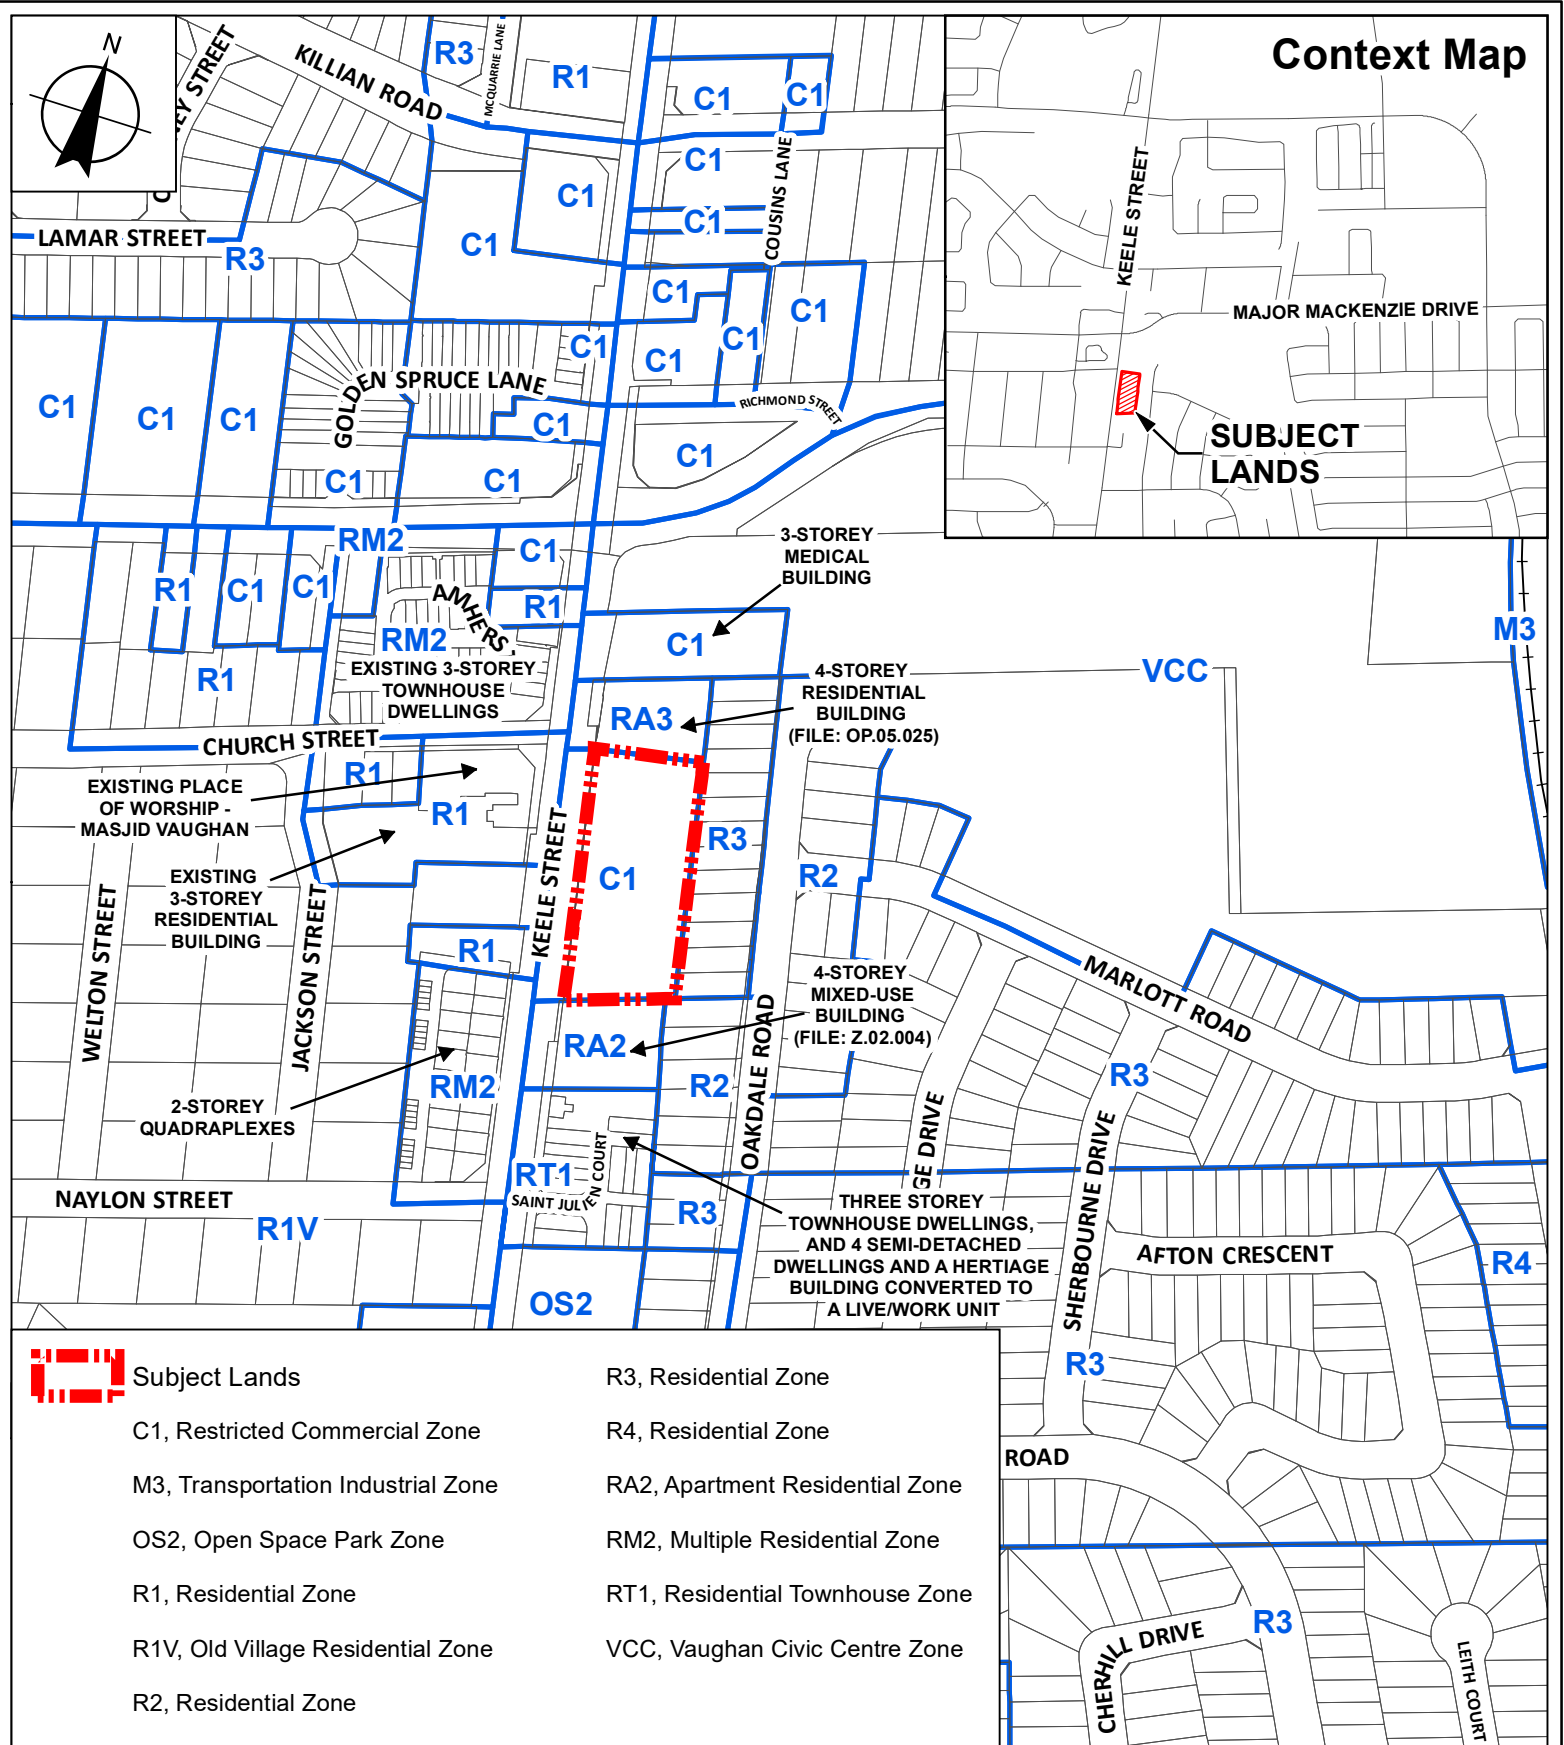 N
Context Map
KEELE STREET
MAJOR MACKENZIE DRIVE
SUBJECT
LANDS
KILLIAN ROAD
MCQUARRIE LANE
R3
R1
C1
C1
EY STREET
C1
C1
C1
C1
COUSINS LANE
LAMAR STREET
R3
C1
C1
C1
C1
C1
C1
GOLDEN SPRUCE LANE
RICHMOND STREET
C1
C1
C1
C1
C1
C1
C1
RM2
C1
3-STOREY
MEDICAL
BUILDING
R1
C1
C1
R1
AMHERS
M3
RM2
C1
R1
EXISTING 3-STOREY
TOWNHOUSE
DWELLINGS
VCC
4-STOREY
RESIDENTIAL
BUILDING
(FILE: OP.05.025)
RA3
CHURCH STREET
R1
EXISTING PLACE
OF WORSHIP -
MASJID VAUGHAN
R1
KEELE STREET
R3
C1
R2
EXISTING
3-STOREY
RESIDENTIAL
BUILDING
WELTON STREET
JACKSON STREET
R1
MARLOTT ROAD
4-STOREY
MIXED-USE
BUILDING
(FILE: Z.02.004)
RA2
OAKDALE ROAD
RM2
R2
R3
2-STOREY
QUADRAPLEXES
GE DRIVE
SHERBOURNE DRIVE
RT1
SAINT JULIEN COURT
NAYLON STREET
R1V
R3
THREE STOREY
TOWNHOUSE DWELLINGS,
AND 4 SEMI-DETACHED
DWELLINGS AND A HERTIAGE
BUILDING CONVERTED TO
A LIVE/WORK UNIT
AFTON CRESCENT
R4
OS2
R3
ROAD
R3
CHERHILL DRIVE
LEITH COURT
Subject Lands
C1, Restricted Commercial Zone
M3, Transportation Industrial Zone
OS2, Open Space Park Zone
R1, Residential Zone
R1V, Old Village Residential Zone
R2, Residential Zone
R3, Residential Zone
R4, Residential Zone
RA2, Apartment Residential Zone
RM2, Multiple Residential Zone
RT1, Residential Townhouse Zone
VCC, Vaughan Civic Centre Zone